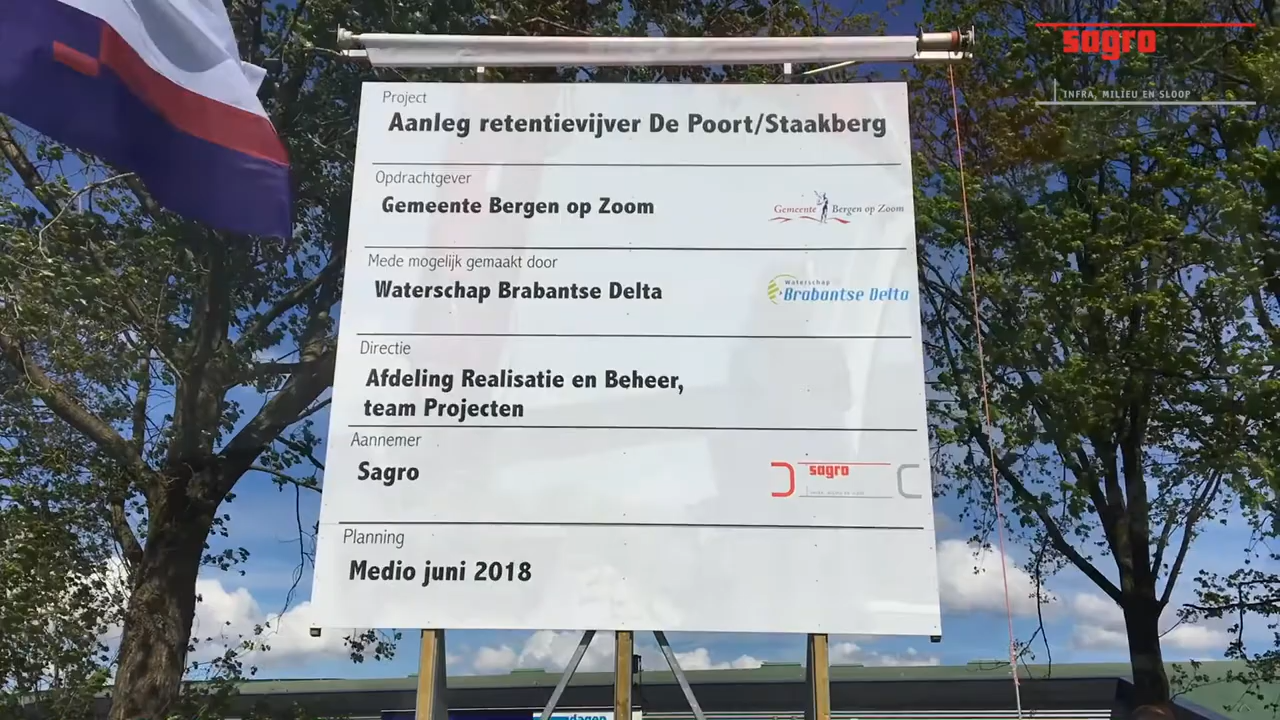 sagro
INFRA, MILIEU EN SLOOP
Project
Aanleg retentievijver De Poort/Staakberg
Opdrachtgever
Gemeente Bergen op Zoom
Gemeente Bergen op Zoom
Mede mogelijk gemaakt door
Waterschap Brabantse Delta
Waterschap
Brabantse Delta
Directie
Afdeling Realisatie en Beheer,
team Projecten
Aannemer
Sagro
sagro
Planning
Medio juni 2018
dagen